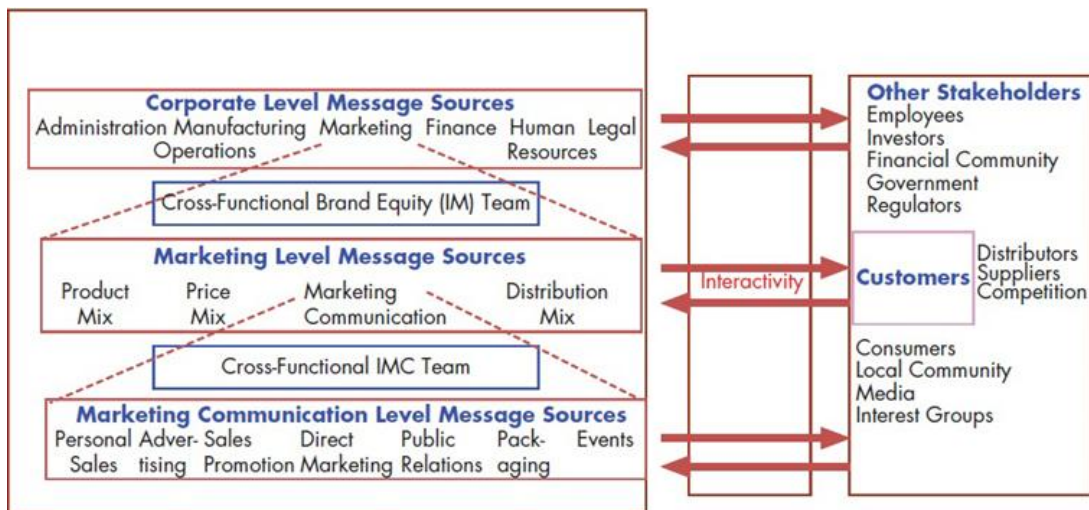 Corporate Level Message Sources
Administration Manufacturing Marketing Finance Human Legal
Operations Resources
Cross-Functional Brand Equity (IM) Team
Marketing Level Message Sources
Product Price Marketing Distribution
Mix Mix Communication Mix
Cross-Functional IMC Team
Marketing Communication Level Message Sources
Personal Adver- Sales Direct Public Pack- Events
Sales tising Promotion Marketing Relations aging
Interactivity
Other Stakeholders
Employees
Investors
Financial Community
Government
Regulators
Customers
Distributors
Suppliers
Competition
Consumers
Local Community
Media
Interest Groups